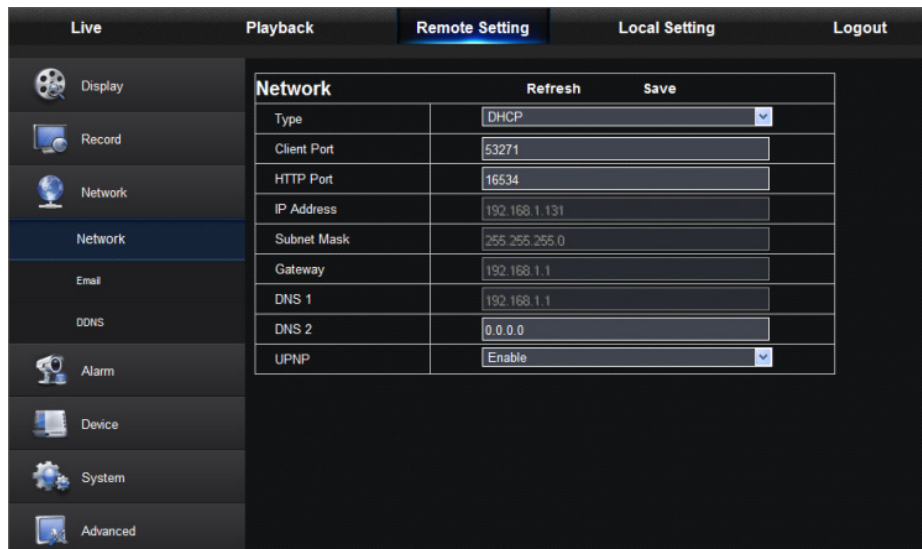 Live Playback Remote Setting Local Setting Logout
Display
Record
Network
Network
Email
DDNS
Alarm
Device
System
Advanced
Network Refresh Save
Type DHCP
Client Port 53271
HTTP Port 16534
IP Address 192.168.1.131
Subnet Mask 255.255.255.0
Gateway 192.168.1.1
DNS 1 192.168.1.1
DNS 2 0.0.0.0
UPNP Enable